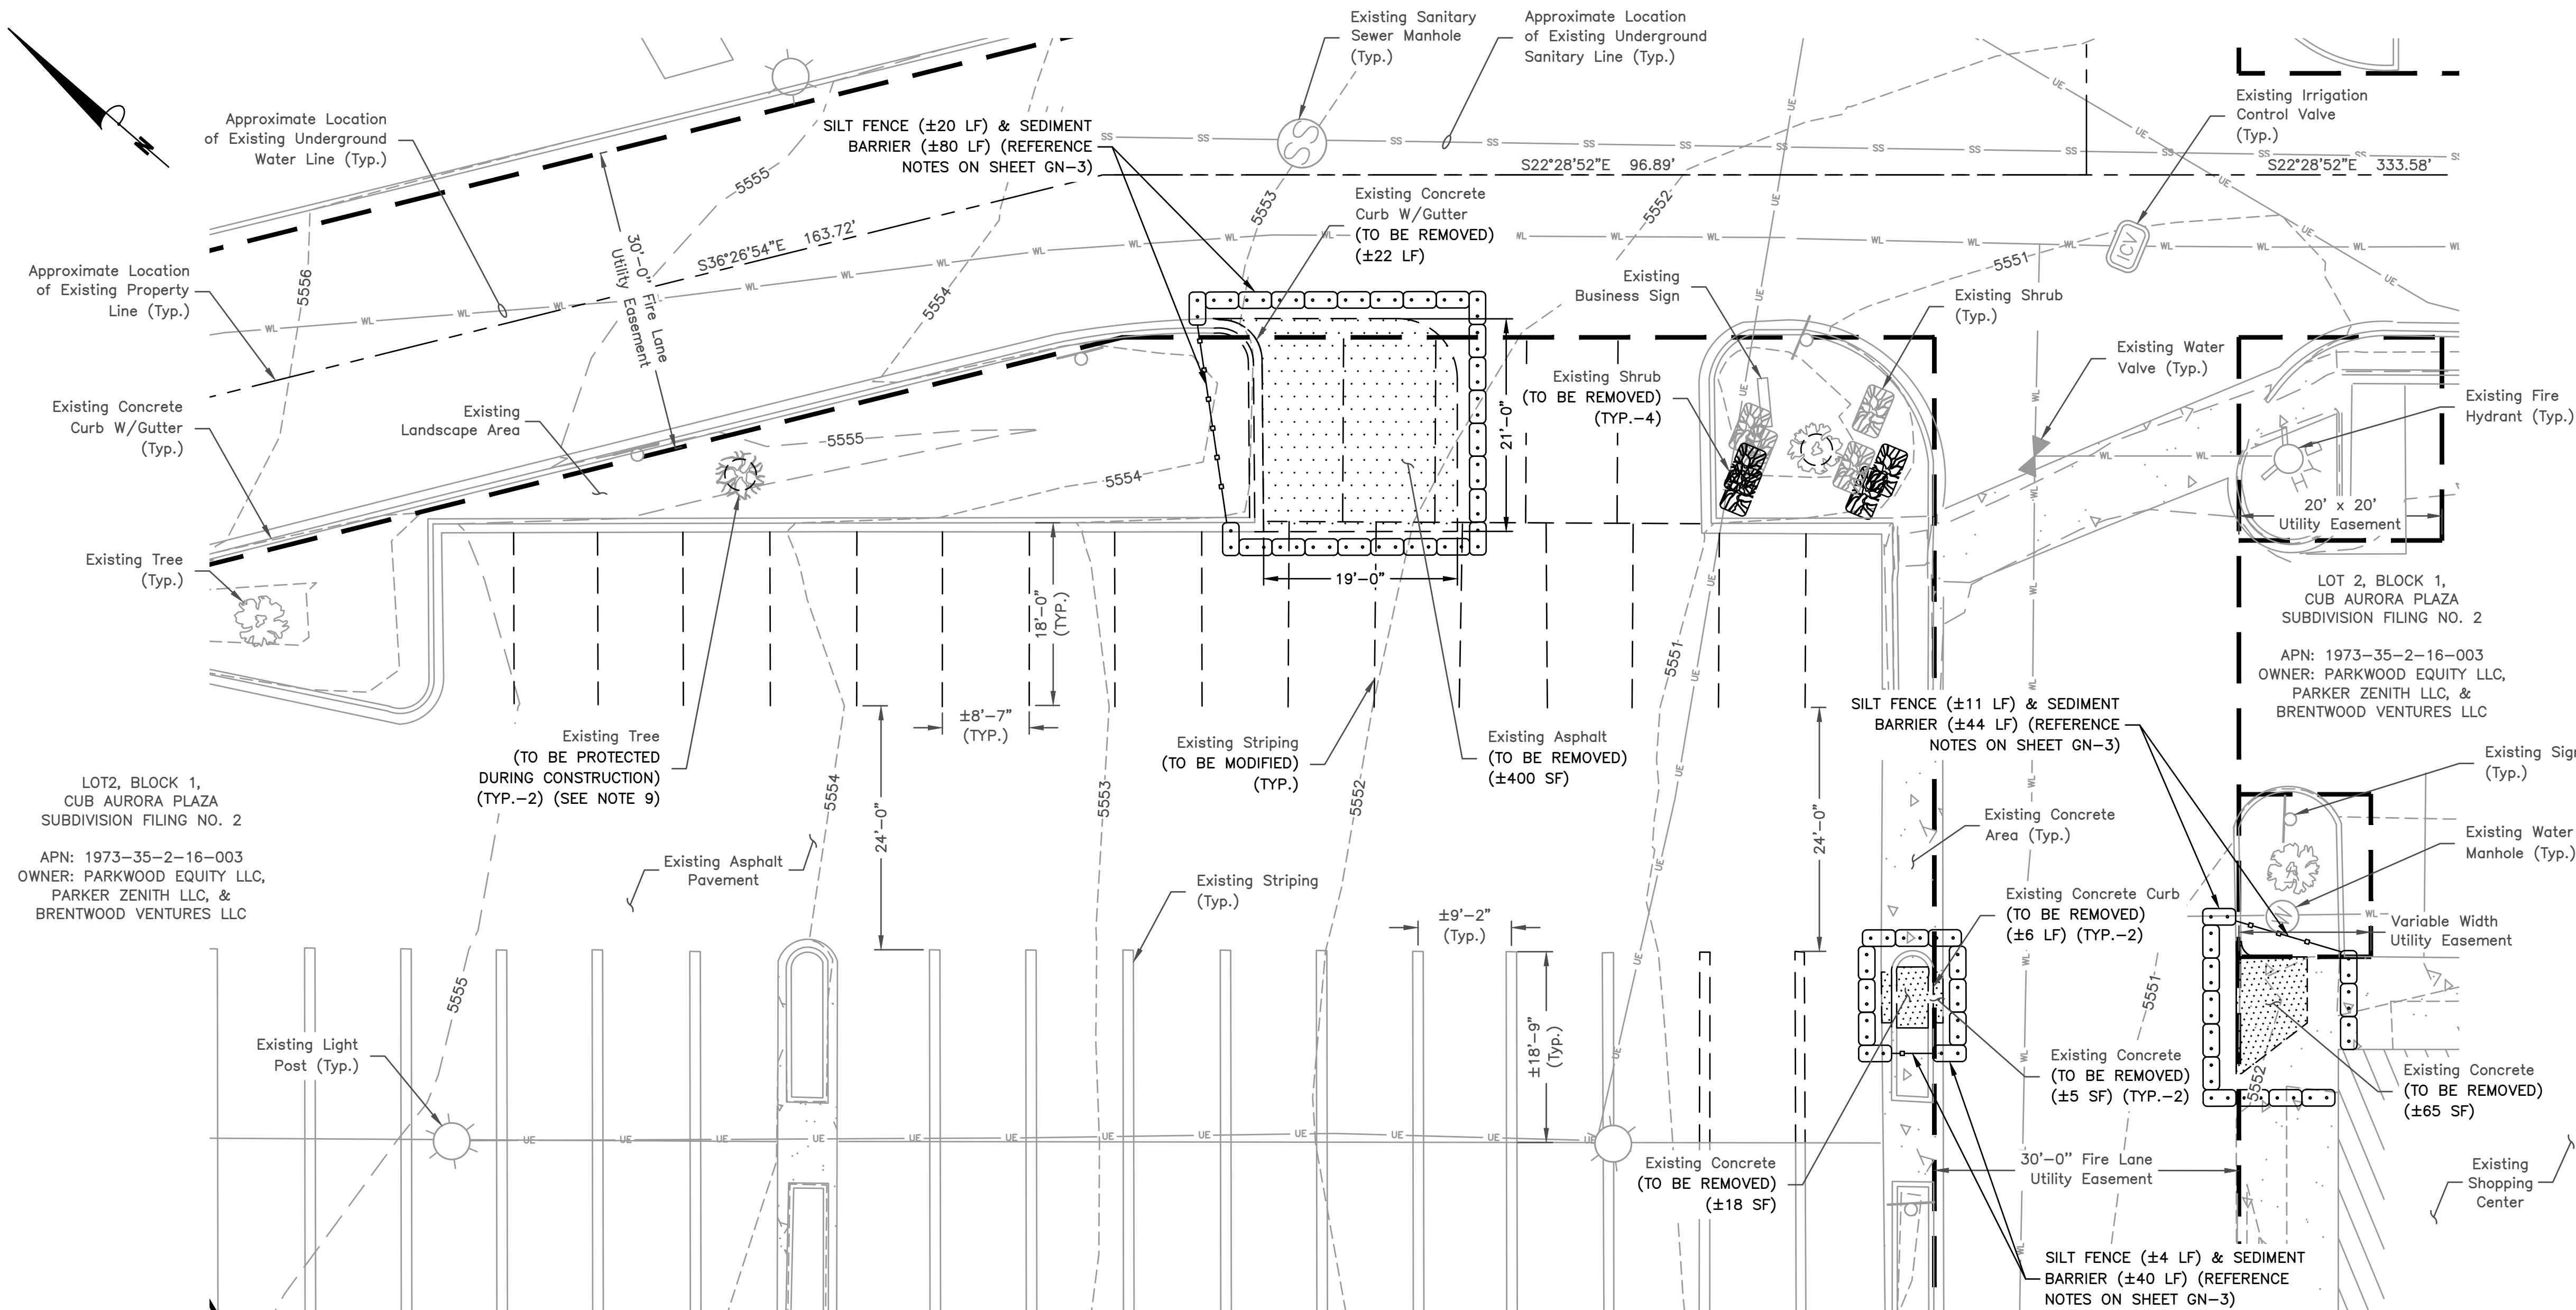 Existing Sanitary
Sewer Manhole
(Typ.)
Approximate Location
of Existing Underground
Sanitary Line (Typ.)
Existing Irrigation
Control Valve
(Typ.)
Approximate Location
of Existing Underground
Water Line (Typ.)
SILT FENCE (±20 LF) & SEDIMENT
BARRIER (±80 LF) (REFERENCE
NOTES ON SHEET GN-3)
SS
N
S22°28'52"E 96.89'
S22°28'52"E 333.58'
5555
5553
5552
Existing Concrete
Curb W/Gutter
(TO BE REMOVED)
(±22 LF)
S36°26'54"E 163.72'
30'-0" Fire Lane
Utility Easement
Approximate Location
of Existing Property
Line (Typ.)
5556
5554
WL
UE
ICV
5551
Existing
Business Sign
Existing Shrub
(Typ.)
Existing Water
Valve (Typ.)
Existing Shrub
(TO BE REMOVED)
(TYP.-4)
Existing Fire
Hydrant (Typ.)
Existing Concrete
Curb W/Gutter
(Typ.)
Existing
Landscape Area
5555
5554
21'-0"
20' x 20'
Utility Easement
Existing Tree
(Typ.)
19'-0"
18'-0"
(TYP.)
LOT 2, BLOCK 1,
CUB AURORA PLAZA
SUBDIVISION FILING NO. 2
APN: 1973-35-2-16-003
OWNER: PARKWOOD EQUITY LLC,
PARKER ZENITH LLC, &
BRENTWOOD VENTURES LLC
5551
SILT FENCE (±11 LF) & SEDIMENT
BARRIER (±44 LF) (REFERENCE
NOTES ON SHEET GN-3)
±8'-7"
(TYP.)
Existing Tree
(TO BE PROTECTED
DURING CONSTRUCTION)
(TYP.-2) (SEE NOTE 9)
Existing Striping
(TO BE MODIFIED)
(TYP.)
Existing Asphalt
(TO BE REMOVED)
(±400 SF)
Existing Sign
(Typ.)
LOT2, BLOCK 1,
CUB AURORA PLAZA
SUBDIVISION FILING NO. 2
APN: 1973-35-2-16-003
OWNER: PARKWOOD EQUITY LLC,
PARKER ZENITH LLC, &
BRENTWOOD VENTURES LLC
5554
5553
5552
24'-0"
24'-0"
Existing Concrete
Area (Typ.)
Existing Water
Manhole (Typ.)
Existing Asphalt
Pavement
Existing Striping
(Typ.)
Existing Concrete Curb
(TO BE REMOVED)
(±6 LF) (TYP.-2)
±9'-2"
(Typ.)
W
Variable Width
Utility Easement
5555
5551
±18'-9"
(Typ.)
Existing Light
Post (Typ.)
Existing Concrete
(TO BE REMOVED)
(±5 SF) (TYP.-2)
5552
Existing Concrete
(TO BE REMOVED)
(±65 SF)
Existing Concrete
(TO BE REMOVED)
(±18 SF)
30'-0" Fire Lane
Utility Easement
Existing
Shopping
Center
SILT FENCE (±4 LF) & SEDIMENT
BARRIER (±40 LF) (REFERENCE
NOTES ON SHEET GN-3)